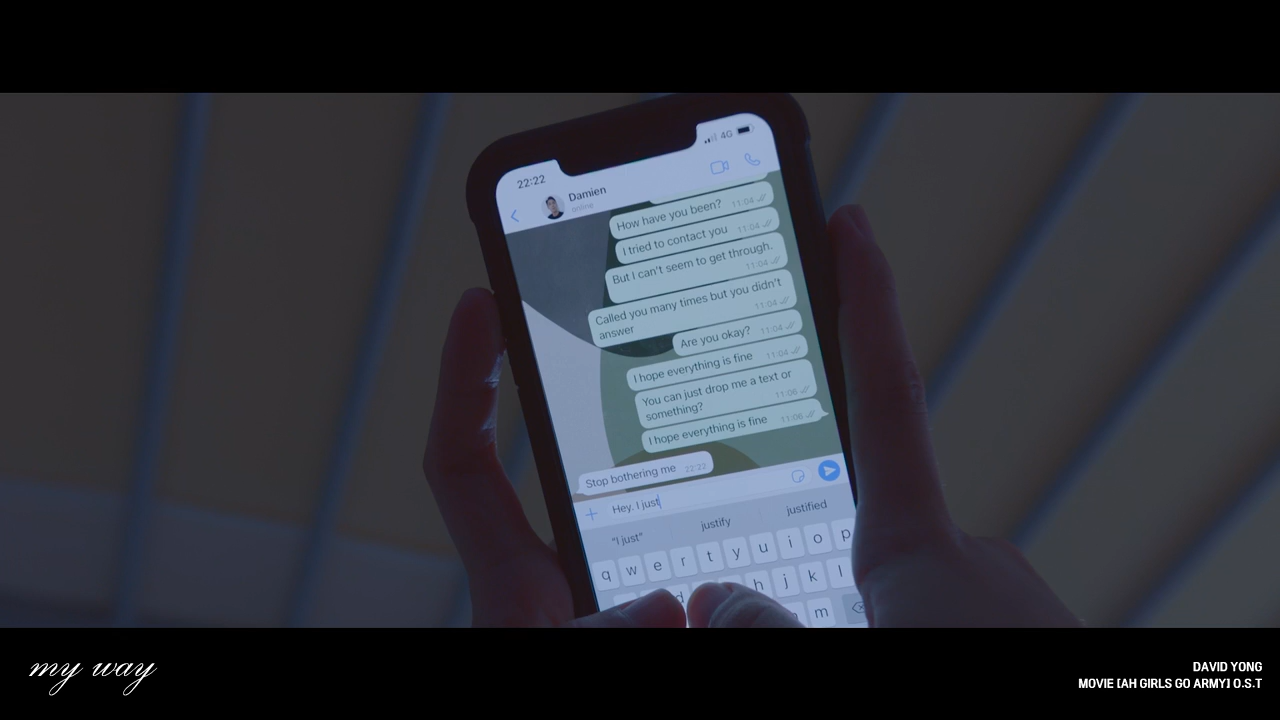 22:22
4G
Damien
online
How have you been? 11:04
I tried to contact you 11:04
But I can't seem to get through.
11:04
Called you many times but you didn't
answer 11:04
Are you okay? 11:04
I hope everything is fine 11:04
You can just drop me a text or
something? 11:06
I hope everything is fine 11:06
Stop bothering me 22:22
Hey. I just
"I just" justify justified
q w e r t y u i o p
d h j k l
m
my way
DAVID YONG
MOVIE [AH GIRLS GO ARMY] O.S.T